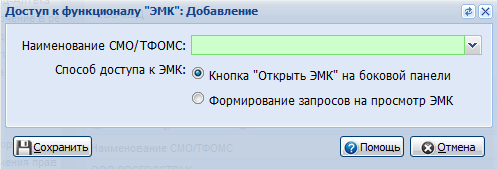 Доступ к функционалу "ЭМК": Добавление
Наименование СМО/ТФОМС:
Способ доступа к ЭМК:
Кнопка "Открыть ЭМК" на боковой панели
Формирование запросов на просмотр ЭМК
Сохранить
Помощь
Отмена
Наименование СМО/ТФОМС